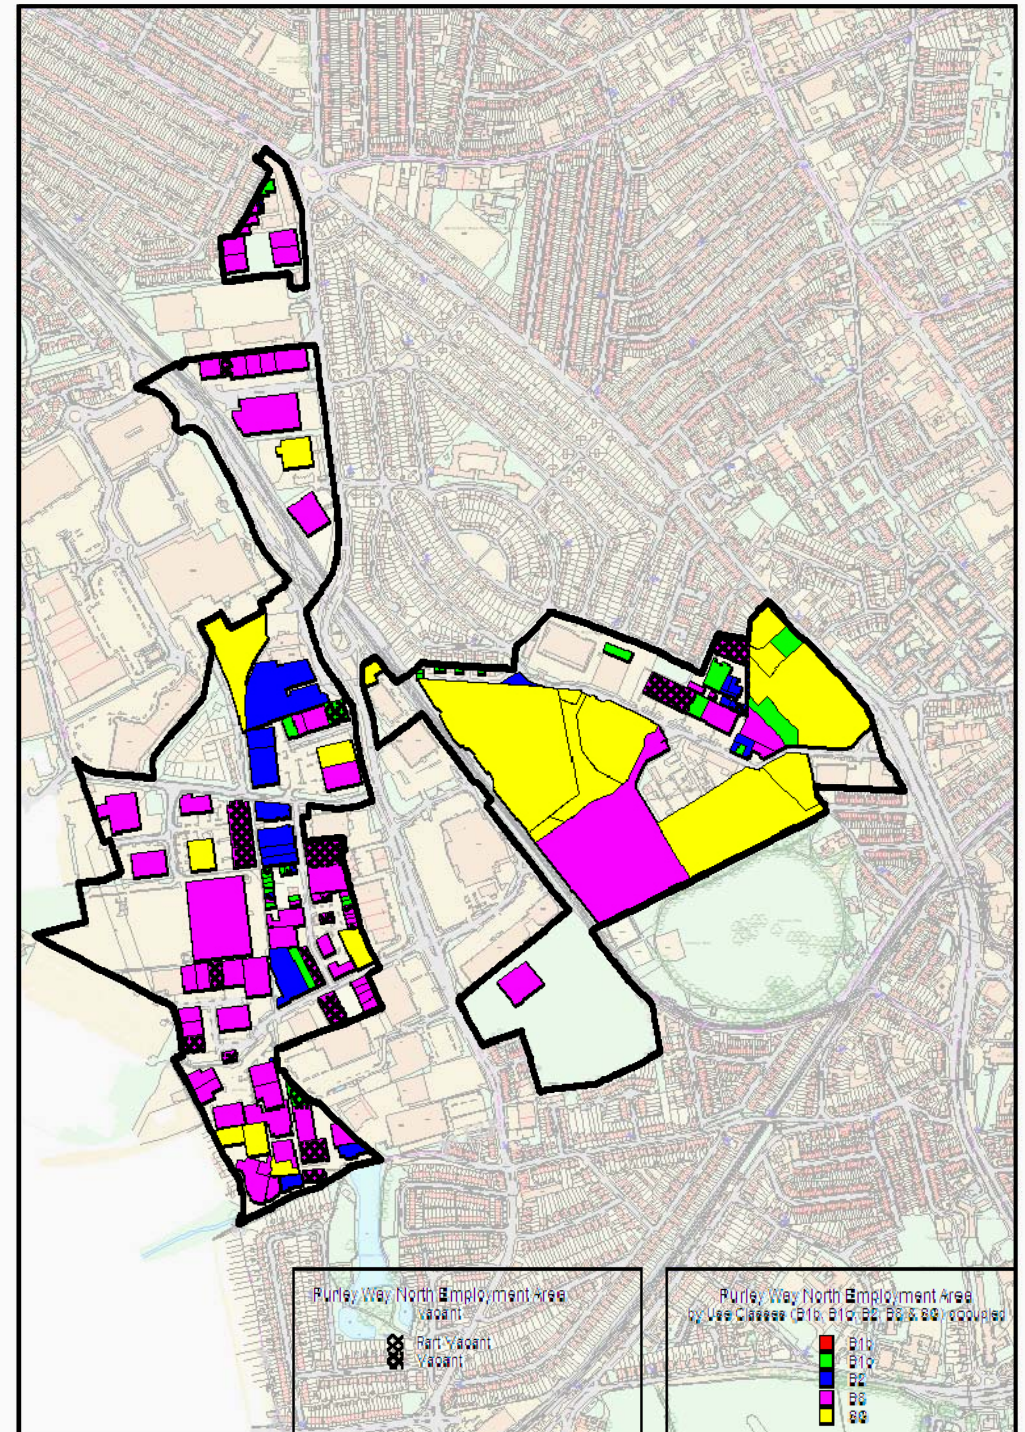 Purley Way North Employment Area
vacant
Part Vacant
Vacant
Purley Way North Employment Area
by Use Classes (B1b, B1c, B2, B8 & SG) occupied
B1b
B1c
B2
B8
SG